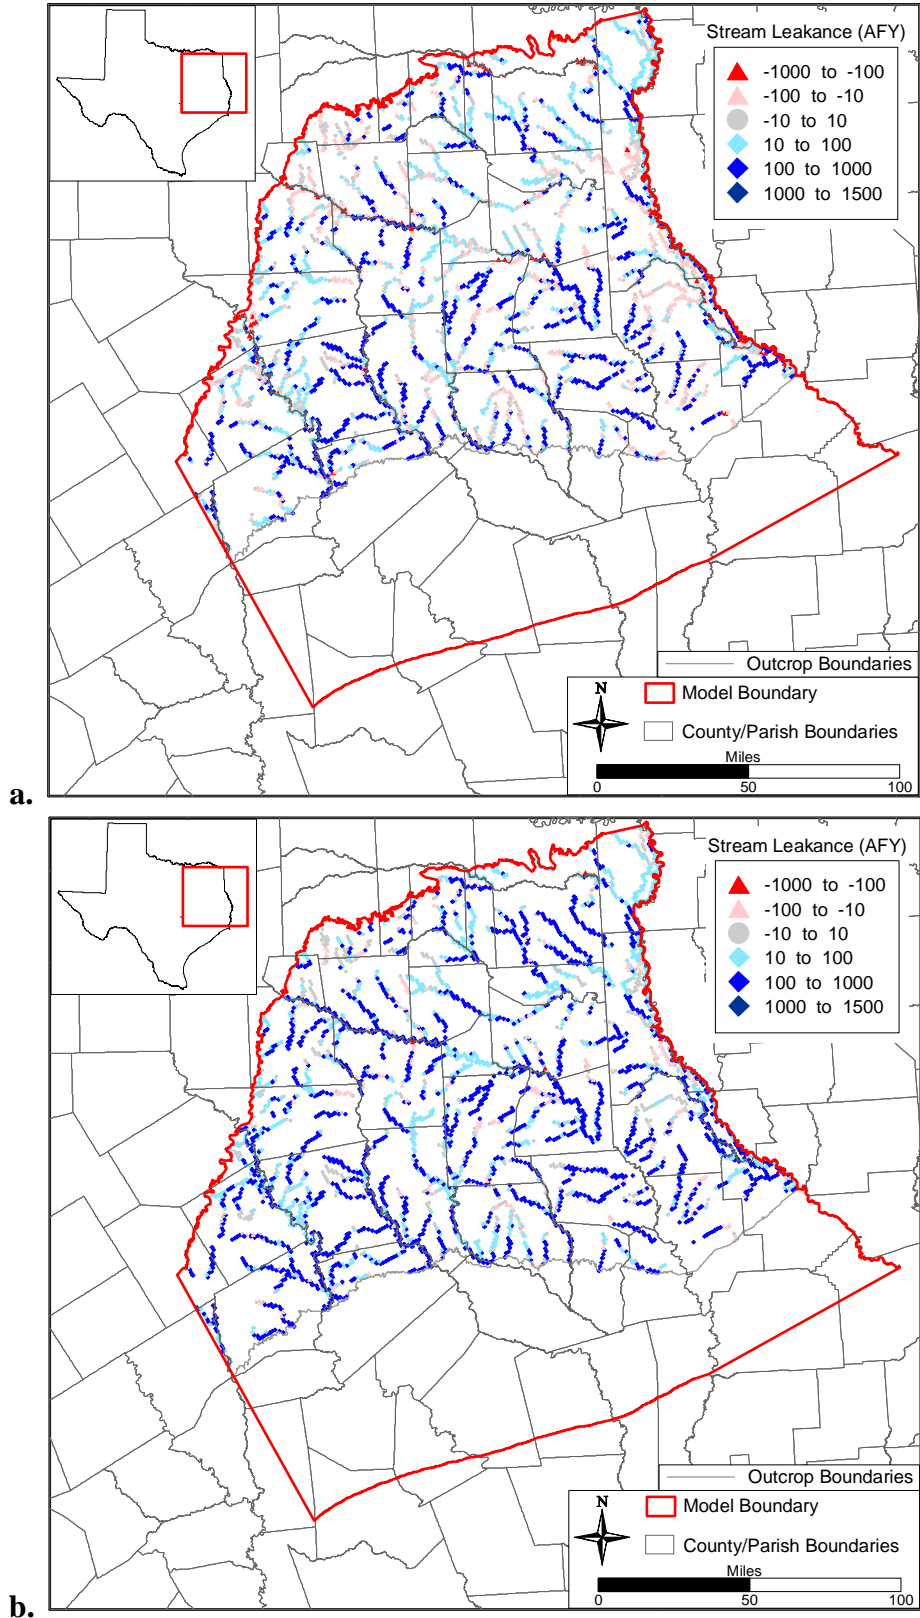 Stream Leakance (AFY)
-1000 to -100
-100 to -10
-10 to 10
10 to 100
100 to 1000
1000 to 1500
Outcrop Boundaries
N
Model Boundary
County/Parish Boundaries
Miles
0 50 100
a.
Stream Leakance (AFY)
-1000 to -100
-100 to -10
-10 to 10
10 to 100
100 to 1000
1000 to 1500
Outcrop Boundaries
N
Model Boundary
County/Parish Boundaries
Miles
0 50 100
b.